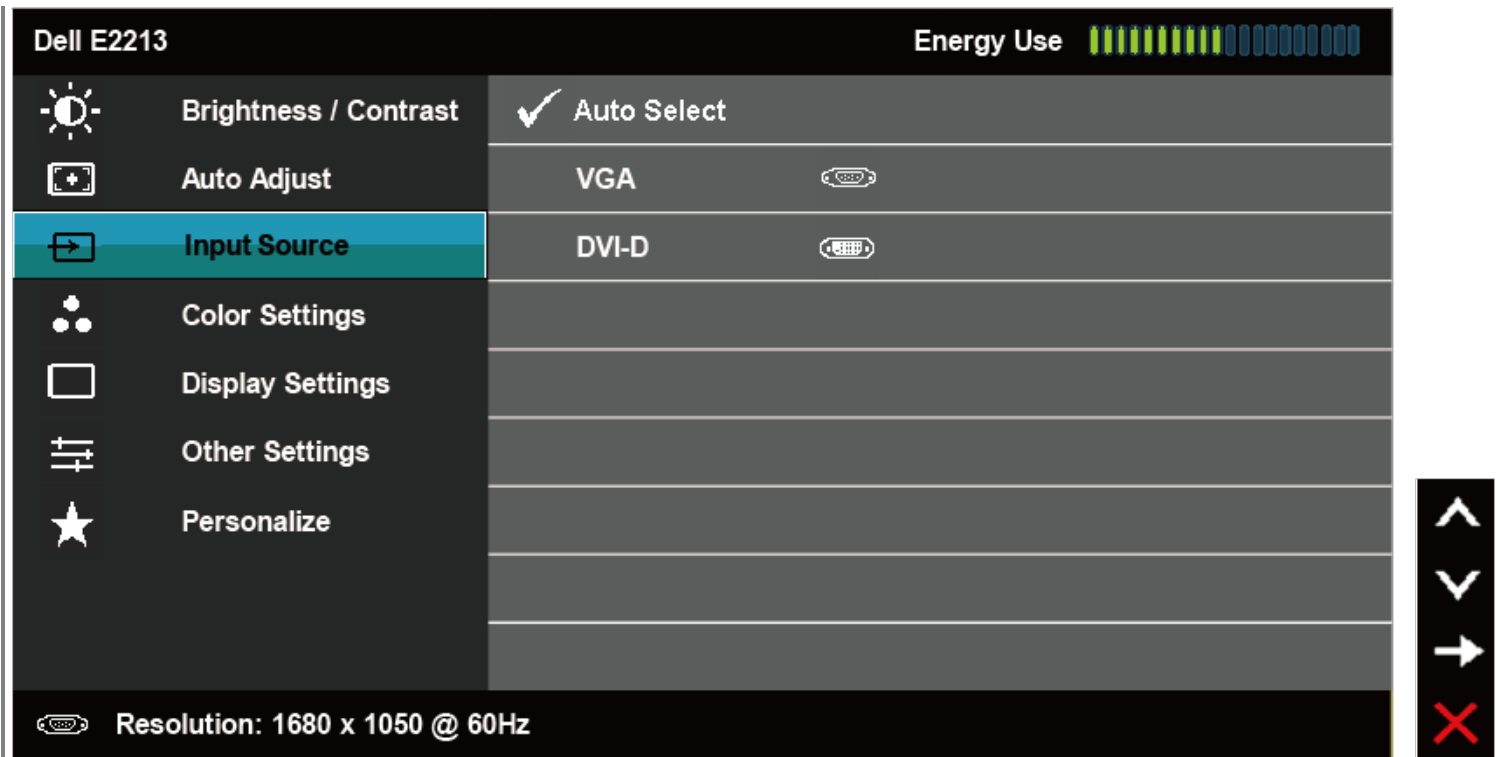 Dell E2213 Energy Use
Brightness / Contrast Auto Select
Auto Adjust VGA
Input Source DVI-D
Color Settings
Display Settings
Other Settings
Personalize
Resolution: 1680 x 1050 @ 60Hz